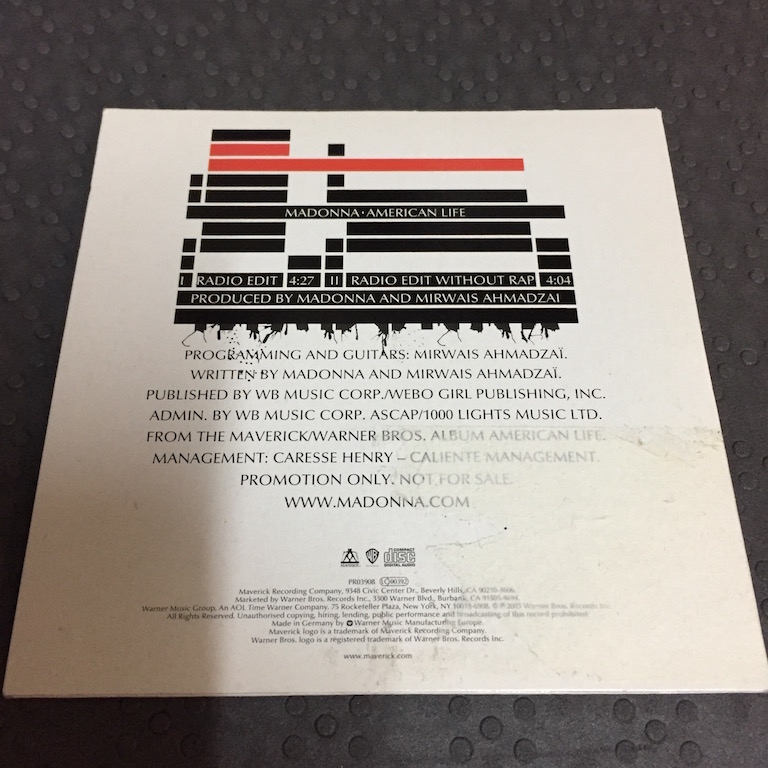 MADONNA·AMERICAN LIFE
I RADIO EDIT 4:27 II RADIO EDIT WITHOUT RAP 4:04
PRODUCED BY MADONNA AND MIRWAIS AHMADZAI
PROGRAMMING AND GUITARS: MIRWAIS AHMADZAÏ.
WRITTEN BY MADONNA AND MIRWAIS AHMADZAÏ.
PUBLISHED BY WB MUSIC CORP./WEBO GIRL PUBLISHING, INC.
ADMIN. BY WB MUSIC CORP. ASCAP/1000 LIGHTS MUSIC LTD.
FROM THE MAVERICK/WARNER BROS. ALBUM AMERICAN LIFE.
MANAGEMENT: CARESSE HENRY – CALIENTE MANAGEMENT.
PROMOTION ONLY. NOT FOR SALE.
WWW.MADONNA.COM
COMPACT disc DIGITAL AUDIO
PR03908 LC 00392
Maverick Recording Company, 9348 Civic Center Dr., Beverly Hills, CA 90210-3606.
Marketed by Warner Bros. Records Inc., 3300 Warner Blvd., Burbank, CA 91505-4694.
Warner Music Group, An AOL Time Warner Company, 75 Rockefeller Plaza, New York, NY 10019-6908. © ℗ 2003 Warner Bros. Records Inc.
All Rights Reserved. Unauthorised copying, hiring, lending, public performance and broadcasting of this record prohibited.
Made in Germany by Warner Music Manufacturing Europe.
Maverick logo is a trademark of Maverick Recording Company.
Warner Bros. logo is a registered trademark of Warner Bros. Records Inc.
www.maverick.com